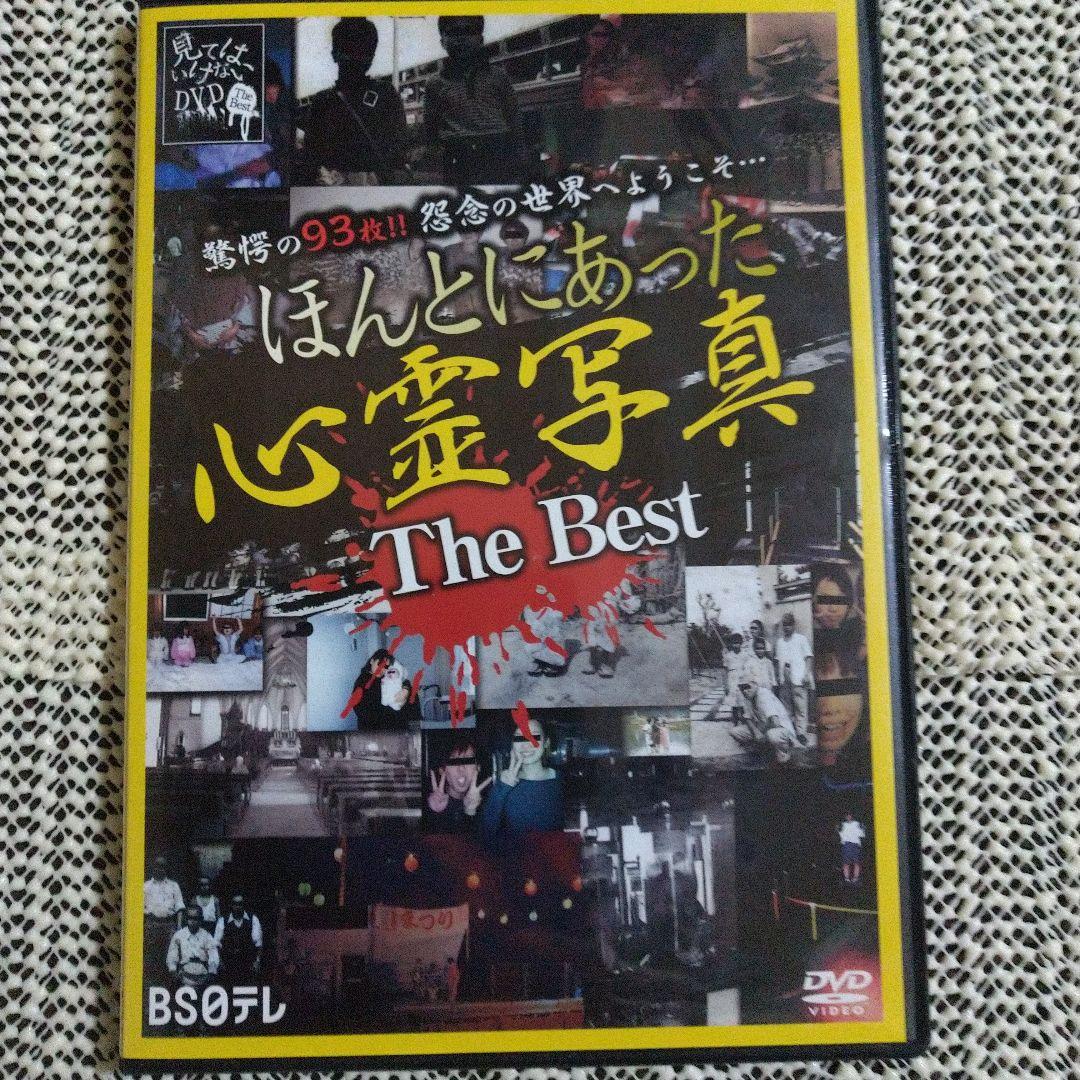 見ては、
いけない
DVD
The
Best
驚愕の93枚!! 怨念の世界へようこそ…
ほんとにあった
心霊写真
The Best
まつり
BS日テレ
DVD
VIDEO